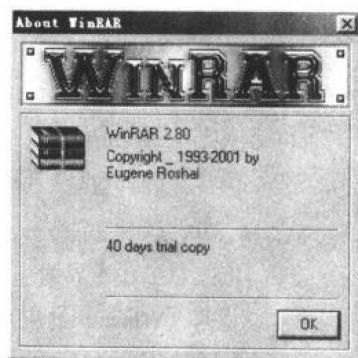 About WinRAR
WINRAR
WinRAR 2.80
Copyright _ 1993-2001 by
Eugene Roshal
40 days trial copy
OK